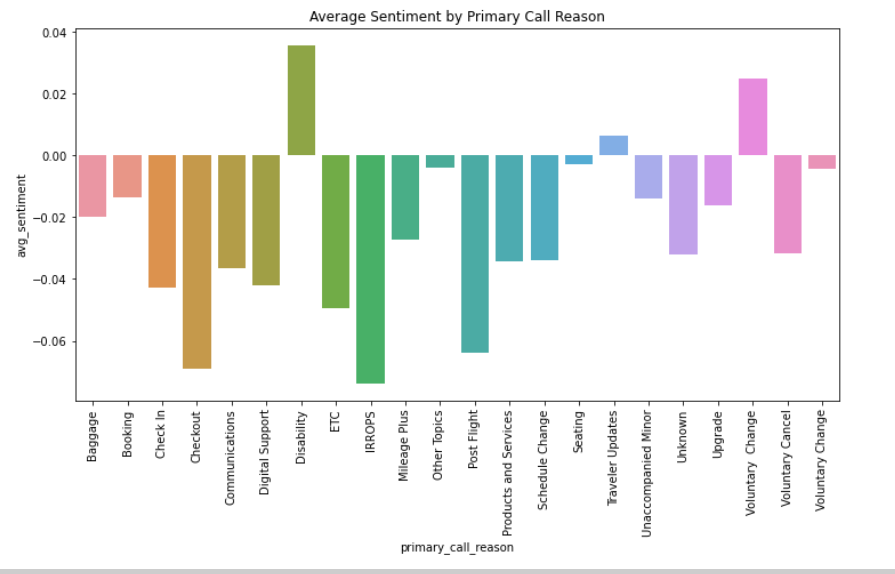 Average Sentiment by Primary Call Reason
0.04
0.02
0.00
−0.02
−0.04
−0.06
avg_sentiment
Baggage
Booking
Check In
Checkout
Communications
Digital Support
Disability
ETC
IRROPS
Mileage Plus
Other Topics
Post Flight
Products and Services
Schedule Change
Seating
Traveler Updates
Unaccompanied Minor
Unknown
Upgrade
Voluntary  Change
Voluntary Cancel
Voluntary Change
primary_call_reason